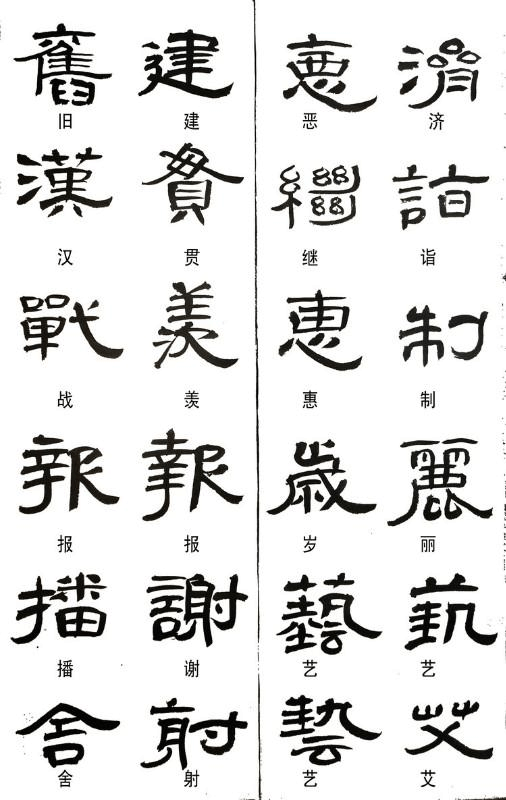 舊 建 惡 濟
旧 建 恶 济
漢 貫 繼 詣
汉 贯 继 诣
戰 羨 惠 制
战 羡 惠 制
報 報 歲 麗
报 报 岁 丽
播 謝 藝 蓺
播 谢 艺 艺
舍 射 藝 艾
舍 射 艺 艾